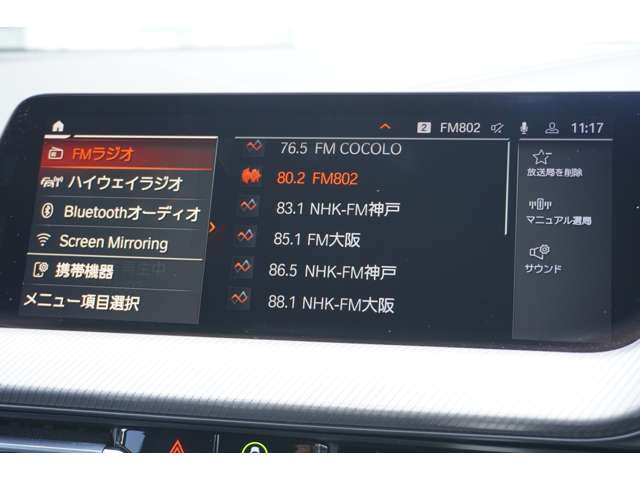 2 FM802 11:17
FMラジオ
ハイウェイラジオ
Bluetoothオーディオ
Screen Mirroring
携帯機器
メニュー項目選択
76.5 FM COCOLO
80.2 FM802
83.1 NHK-FM神戸
85.1 FM大阪
86.5 NHK-FM神戸
88.1 NHK-FM大阪
放送局を削除
マニュアル選局
サウンド